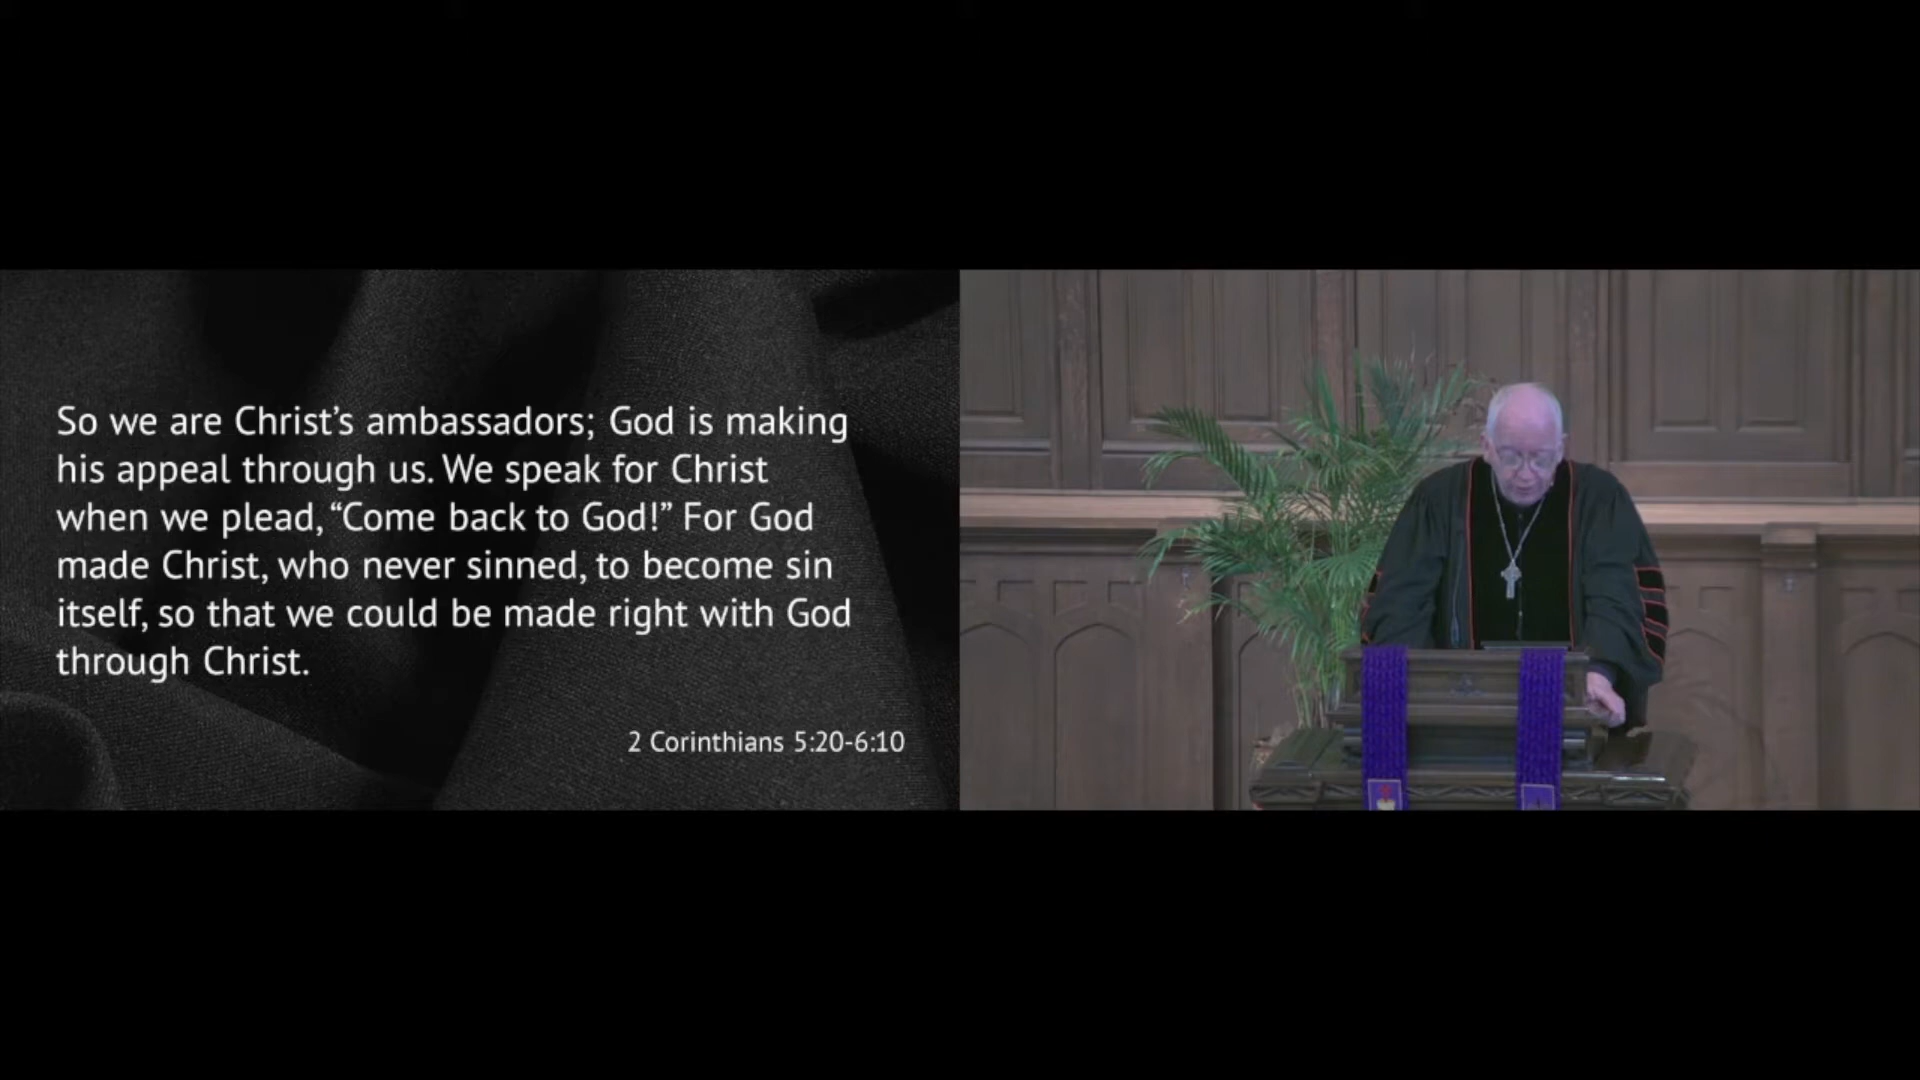 So we are Christ’s ambassadors; God is making
his appeal through us. We speak for Christ
when we plead, “Come back to God!” For God
made Christ, who never sinned, to become sin
itself, so that we could be made right with God
through Christ.
2 Corinthians 5:20-6:10